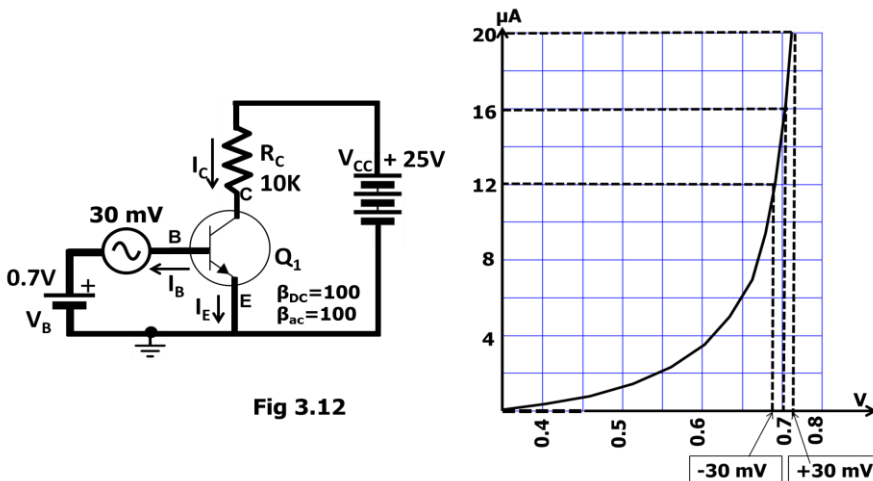 30 mV
0.7V
+
V_B
B
I_B
I_C
R_C
10K
C
Q₁
I_E
E
β_DC=100
β_ac=100
V_CC + 25V
Fig 3.12
µA
20
16
12
8
4
V
0.4
0.5
0.6
0.7
0.8
-30 mV
+30 mV